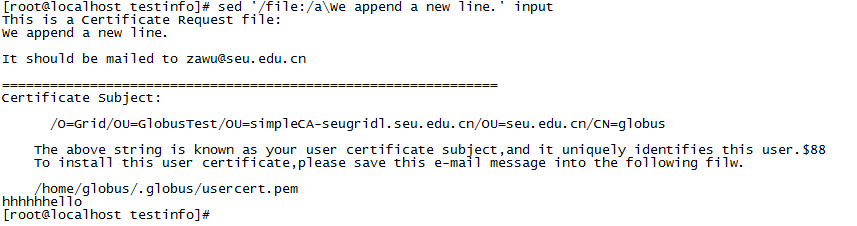 [root@localhost testinfo]# sed '/file:/a\We append a new line.' input
This is a Certificate Request file:
We append a new line.
It should be mailed to zawu@seu.edu.cn
==============================================================
Certificate Subject:
/O=Grid/OU=GlobusTest/OU=simpleCA-seugridl.seu.edu.cn/OU=seu.edu.cn/CN=globus
The above string is known as your user certificate subject,and it uniquely identifies this user.$88
To install this user certificate,please save this e-mail message into the following filw.
/home/globus/.globus/usercert.pem
hhhhhhello
[root@localhost testinfo]#